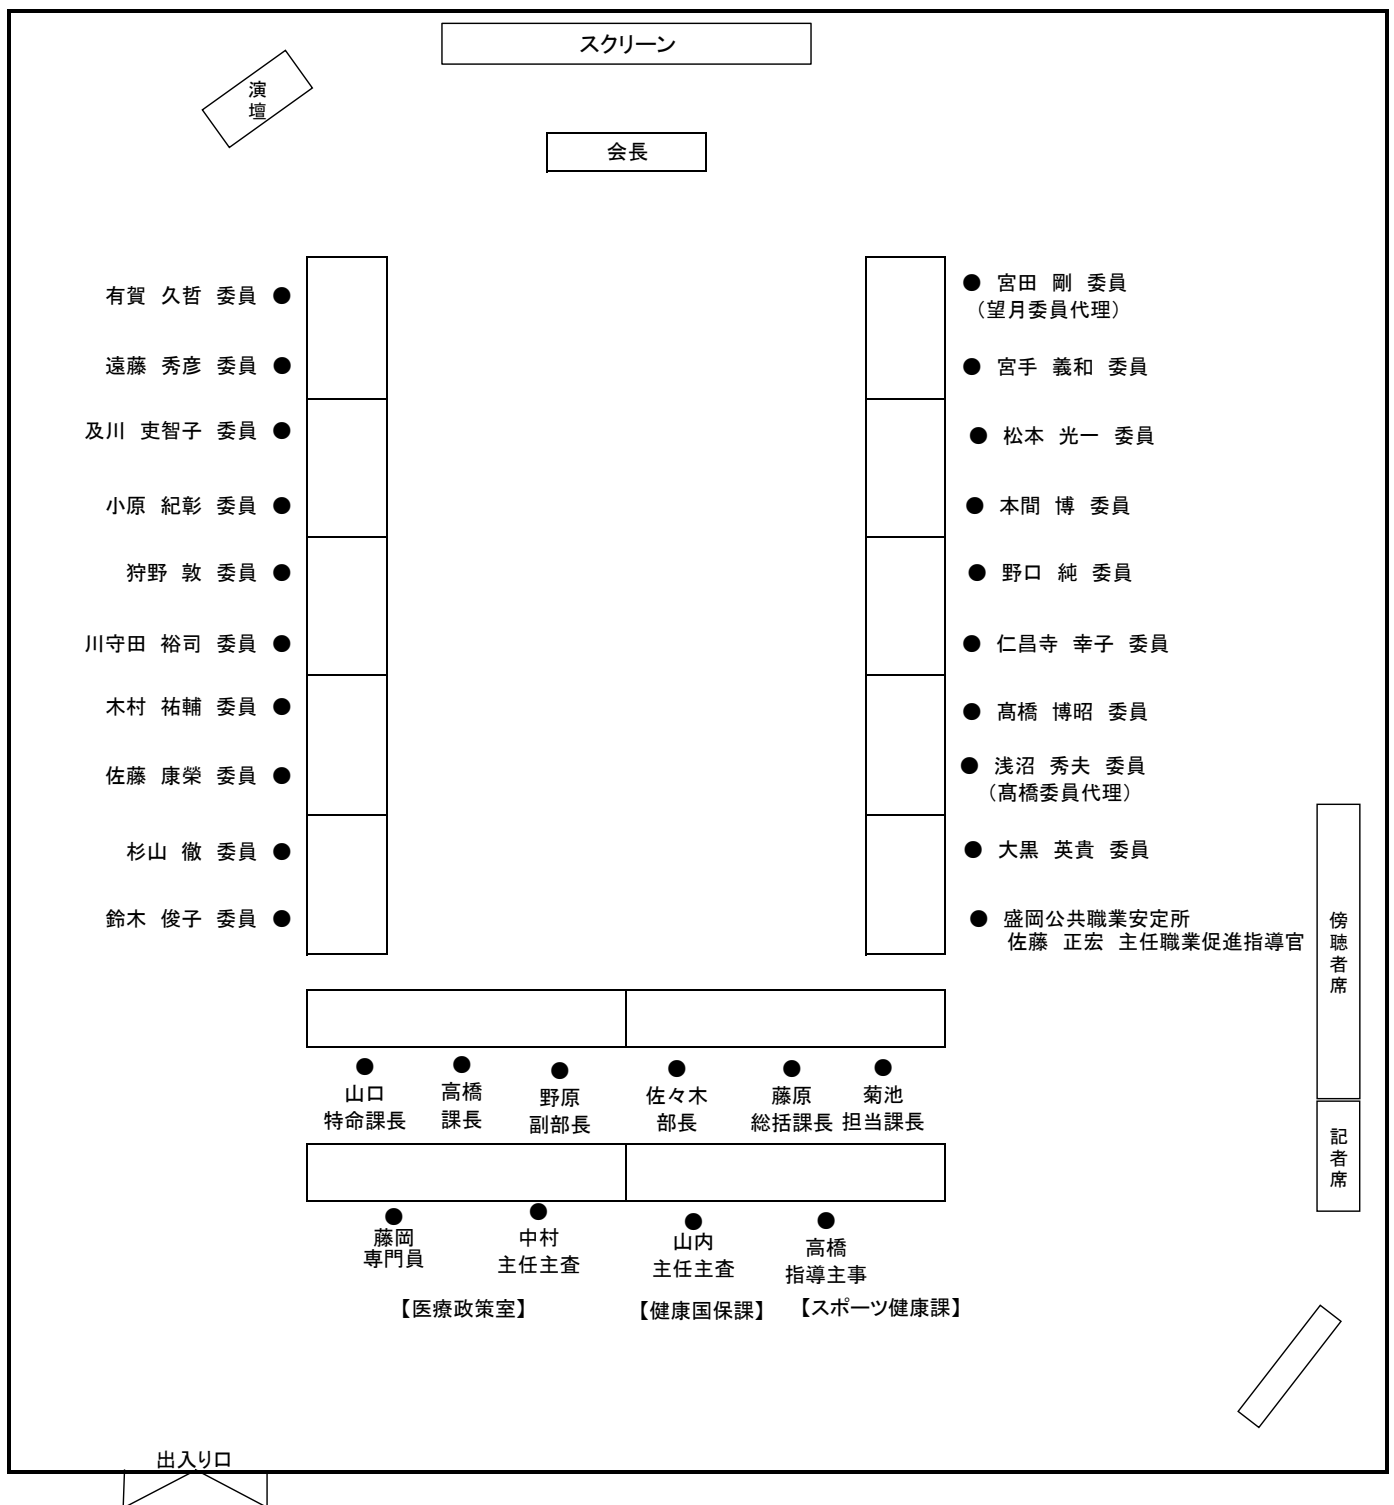 スクリーン
演壇
会長
有賀 久哲 委員 ●
遠藤 秀彦 委員 ●
及川 吏智子 委員 ●
小原 紀彰 委員 ●
狩野 敦 委員 ●
川守田 裕司 委員 ●
木村 祐輔 委員 ●
佐藤 康榮 委員 ●
杉山 徹 委員 ●
鈴木 俊子 委員 ●
● 宮田 剛 委員
（望月委員代理）
● 宮手 義和 委員
● 松本 光一 委員
● 本間 博 委員
● 野口 純 委員
● 仁昌寺 幸子 委員
● 髙橋 博昭 委員
● 浅沼 秀夫 委員
（髙橋委員代理）
● 大黒 英貴 委員
● 盛岡公共職業安定所
佐藤 正宏 主任職業促進指導官
傍聴者席
記者席
● 山口
特命課長
● 高橋
課長
● 野原
副部長
● 佐々木
部長
● 藤原
総括課長
● 菊池
担当課長
● 藤岡
専門員
● 中村
主任主査
● 山内
主任主査
● 高橋
指導主事
【医療政策室】
【健康国保課】
【スポーツ健康課】
出入り口